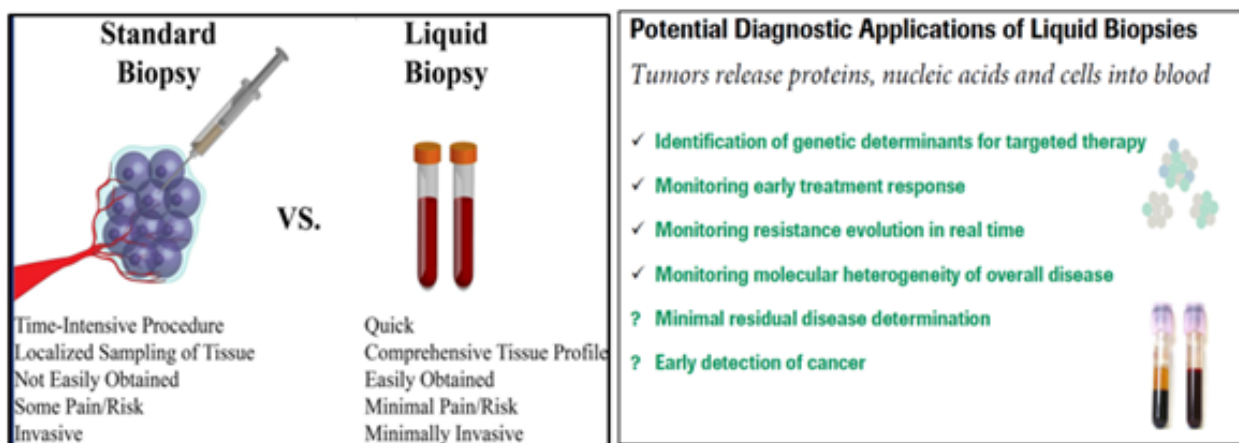 Standard
Biopsy
VS.
Liquid
Biopsy
Time-Intensive Procedure
Localized Sampling of Tissue
Not Easily Obtained
Some Pain/Risk
Invasive
Quick
Comprehensive Tissue Profile
Easily Obtained
Minimal Pain/Risk
Minimally Invasive
Potential Diagnostic Applications of Liquid Biopsies
Tumors release proteins, nucleic acids and cells into blood
✓ Identification of genetic determinants for targeted therapy
✓ Monitoring early treatment response
✓ Monitoring resistance evolution in real time
✓ Monitoring molecular heterogeneity of overall disease
? Minimal residual disease determination
? Early detection of cancer